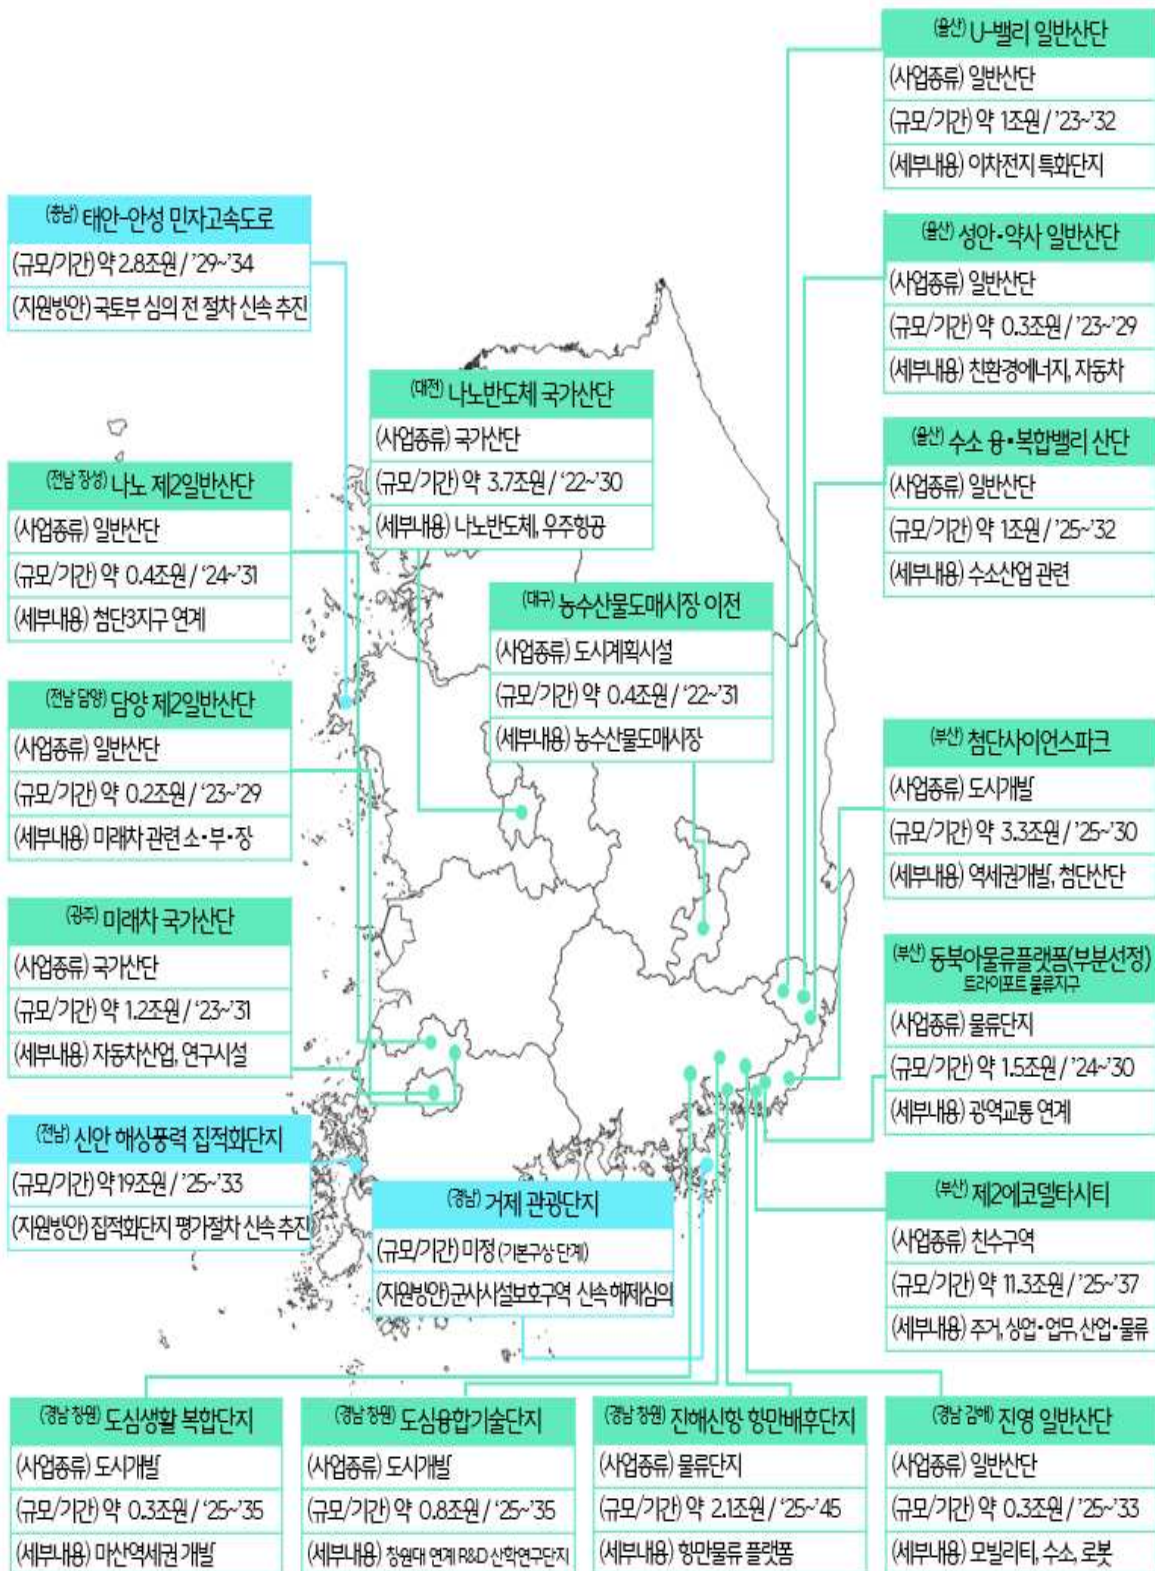 (울산) U-밸리 일반산단
(사업종류) 일반산단
(규모/기간) 약 1조원 / '23~'32
(세부내용) 이차전지 특화단지
(충남) 태안-안성 민자고속도로
(규모/기간) 약 2.8조원 / '29~'34
(지원방안) 국토부 심의 전 절차 신속 추진
(울산) 성안·약사 일반산단
(사업종류) 일반산단
(규모/기간) 약 0.3조원 / '23~'29
(세부내용) 친환경에너지, 자동차
(대전) 나노반도체 국가산단
(사업종류) 국가산단
(규모/기간) 약 3.7조원 / '22~'30
(세부내용) 나노반도체, 우주항공
(울산) 수소 융·복합밸리 산단
(사업종류) 일반산단
(규모/기간) 약 1조원 / '25~'32
(세부내용) 수소산업 관련
(전남 장성) 나노 제2일반산단
(사업종류) 일반산단
(규모/기간) 약 0.4조원 / '24~'31
(세부내용) 첨단3지구 연계
(대구) 농수산물도매시장 이전
(사업종류) 도시계획시설
(규모/기간) 약 0.4조원 / '22~'31
(세부내용) 농수산물도매시장
(전남 담양) 담양 제2일반산단
(사업종류) 일반산단
(규모/기간) 약 0.2조원 / '23~'29
(세부내용) 미래차 관련 소·부·장
(부산) 첨단사이언스파크
(사업종류) 도시개발
(규모/기간) 약 3.3조원 / '25~'30
(세부내용) 역세권개발, 첨단산단
(광주) 미래차 국가산단
(사업종류) 국가산단
(규모/기간) 약 1.2조원 / '23~'31
(세부내용) 자동차산업, 연구시설
(부산) 동북아물류플랫폼(부분선정)
트라이포트 물류지구
(사업종류) 물류단지
(규모/기간) 약 1.5조원 / '24~'30
(세부내용) 광역교통 연계
(전남) 신안 해상풍력 집적화단지
(규모/기간) 약 19조원 / '25~'33
(지원방안) 집적화단지 평가절차 신속 추진
(경남) 거제 관광단지
(규모/기간) 미정 (기본구상 단계)
(지원방안)군사시설보호구역 신속 해제심의
(부산) 제2에코델타시티
(사업종류) 친수구역
(규모/기간) 약 11.3조원 / '25~'37
(세부내용) 주거, 상업·업무, 산업·물류
(경남 창원) 도심생활 복합단지
(사업종류) 도시개발
(규모/기간) 약 0.3조원 / '25~'35
(세부내용) 마산역세권 개발
(경남 창원) 도심융합기술단지
(사업종류) 도시개발
(규모/기간) 약 0.8조원 / '25~'35
(세부내용) 창원대 연계 R&D 산학연구단지
(경남 창원) 진해신항 항만배후단지
(사업종류) 물류단지
(규모/기간) 약 2.1조원 / '25~'45
(세부내용) 항만물류 플랫폼
(경남 김해) 진영 일반산단
(사업종류) 일반산단
(규모/기간) 약 0.3조원 / '25~'33
(세부내용) 모빌리티, 수소, 로봇